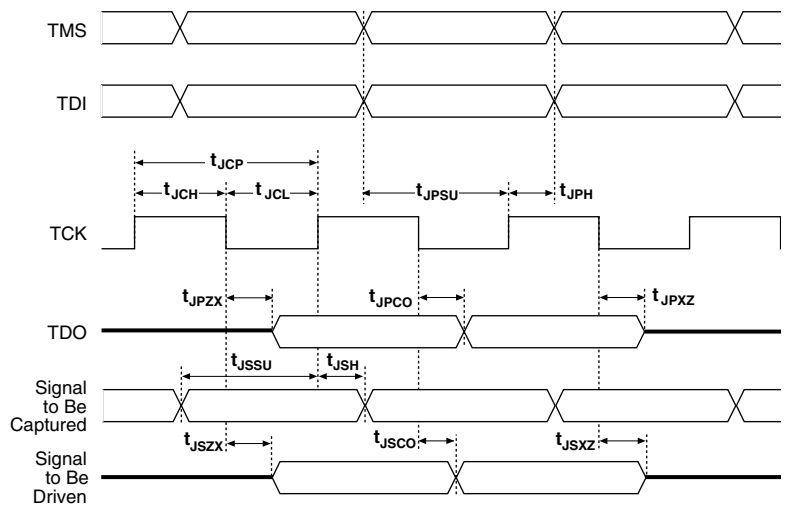 TMS
TDI
tJCP
tJCH
tJCL
tJPSU
tJPH
TCK
tJPZX
tJPCO
tJPXZ
TDO
tJSSU
tJSH
Signal
to Be
Captured
tJSZX
tJSCO
tJSXZ
Signal
to Be
Driven